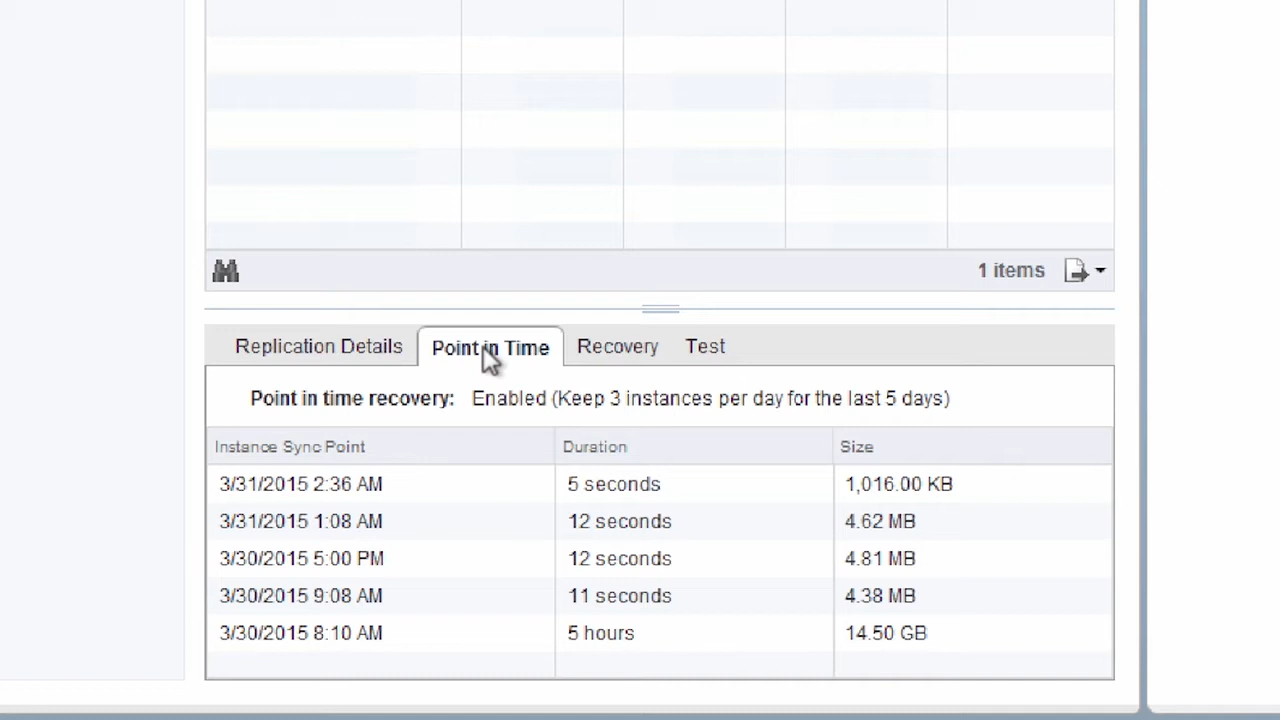 1 items
Replication Details Point in Time Recovery Test
Point in time recovery: Enabled (Keep 3 instances per day for the last 5 days)
Instance Sync Point Duration Size
3/31/2015 2:36 AM 5 seconds 1,016.00 KB
3/31/2015 1:08 AM 12 seconds 4.62 MB
3/30/2015 5:00 PM 12 seconds 4.81 MB
3/30/2015 9:08 AM 11 seconds 4.38 MB
3/30/2015 8:10 AM 5 hours 14.50 GB